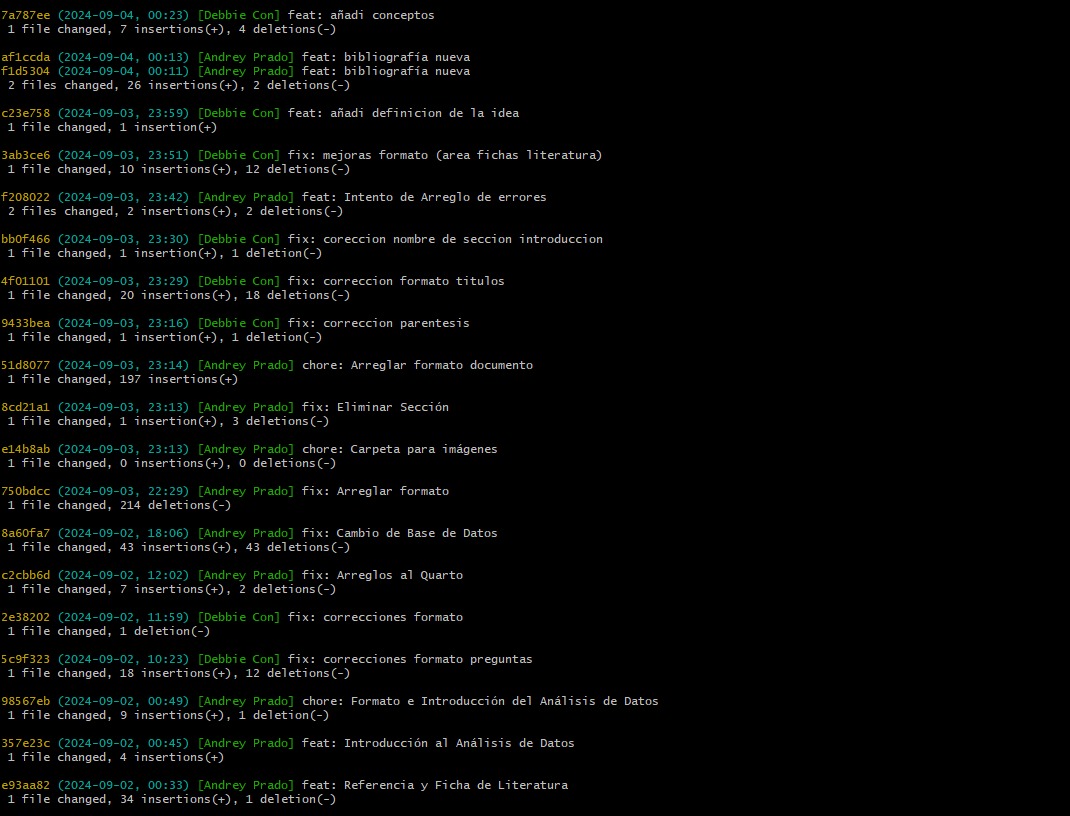 7a787ee (2024-09-04, 00:23) [Debbie Con] feat: añadi conceptos
1 file changed, 7 insertions(+), 4 deletions(-)
af1ccda (2024-09-04, 00:13) [Andrey Prado] feat: bibliografía nueva
f1d5304 (2024-09-04, 00:11) [Andrey Prado] feat: bibliografía nueva
2 files changed, 26 insertions(+), 2 deletions(-)
c23e758 (2024-09-03, 23:59) [Debbie Con] feat: añadi definicion de la idea
1 file changed, 1 insertion(+)
3ab3ce6 (2024-09-03, 23:51) [Debbie Con] fix: mejoras formato (area fichas literatura)
1 file changed, 10 insertions(+), 12 deletions(-)
f208022 (2024-09-03, 23:42) [Andrey Prado] feat: Intento de Arreglo de errores
2 files changed, 2 insertions(+), 2 deletions(-)
bb0f466 (2024-09-03, 23:30) [Debbie Con] fix: coreccion nombre de seccion introduccion
1 file changed, 1 insertion(+), 1 deletion(-)
4f01101 (2024-09-03, 23:29) [Debbie Con] fix: correccion formato titulos
1 file changed, 20 insertions(+), 18 deletions(-)
9433bea (2024-09-03, 23:16) [Debbie Con] fix: correccion parentesis
1 file changed, 1 insertion(+), 1 deletion(-)
51d8077 (2024-09-03, 23:14) [Andrey Prado] chore: Arreglar formato documento
1 file changed, 197 insertions(+)
8cd21a1 (2024-09-03, 23:13) [Andrey Prado] fix: Eliminar Sección
1 file changed, 1 insertion(+), 3 deletions(-)
e14b8ab (2024-09-03, 23:13) [Andrey Prado] chore: Carpeta para imágenes
1 file changed, 0 insertions(+), 0 deletions(-)
750bdcc (2024-09-03, 22:29) [Andrey Prado] fix: Arreglar formato
1 file changed, 214 deletions(-)
8a60fa7 (2024-09-02, 18:06) [Andrey Prado] fix: Cambio de Base de Datos
1 file changed, 43 insertions(+), 43 deletions(-)
c2cbb6d (2024-09-02, 12:02) [Andrey Prado] fix: Arreglos al Quarto
1 file changed, 7 insertions(+), 2 deletions(-)
2e38202 (2024-09-02, 11:59) [Debbie Con] fix: correcciones formato
1 file changed, 1 deletion(-)
5c9f323 (2024-09-02, 10:23) [Debbie Con] fix: correcciones formato preguntas
1 file changed, 18 insertions(+), 12 deletions(-)
98567eb (2024-09-02, 00:49) [Andrey Prado] chore: Formato e Introducción del Análisis de Datos
1 file changed, 9 insertions(+), 1 deletion(-)
357e23c (2024-09-02, 00:45) [Andrey Prado] feat: Introducción al Análisis de Datos
1 file changed, 4 insertions(+)
e93aa82 (2024-09-02, 00:33) [Andrey Prado] feat: Referencia y Ficha de Literatura
1 file changed, 34 insertions(+), 1 deletion(-)